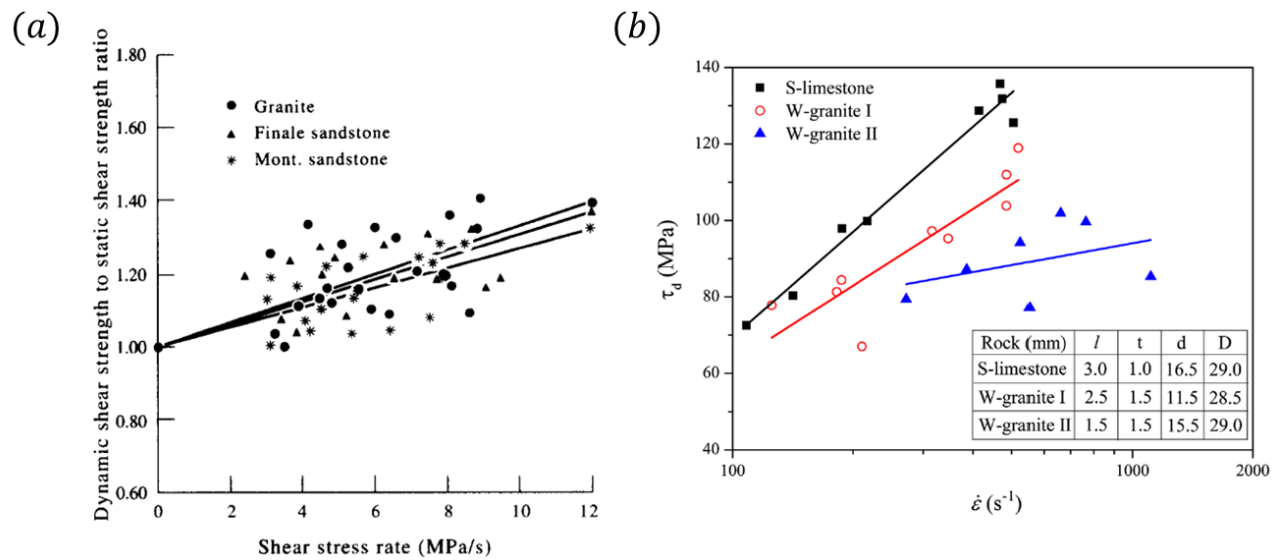 (a)
Dynamic shear strength to static shear strength ratio
1.80
1.60
1.40
1.20
1.00
0.80
0.60
Granite
Finale sandstone
Mont. sandstone
0 2 4 6 8 10 12
Shear stress rate (MPa/s)
(b)
τd (MPa)
140
120
100
80
60
40
S-limestone
W-granite I
W-granite II
Rock (mm) l t d D
S-limestone 3.0 1.0 16.5 29.0
W-granite I 2.5 1.5 11.5 28.5
W-granite II 1.5 1.5 15.5 29.0
100 1000 2000
ε̇ (s⁻¹)